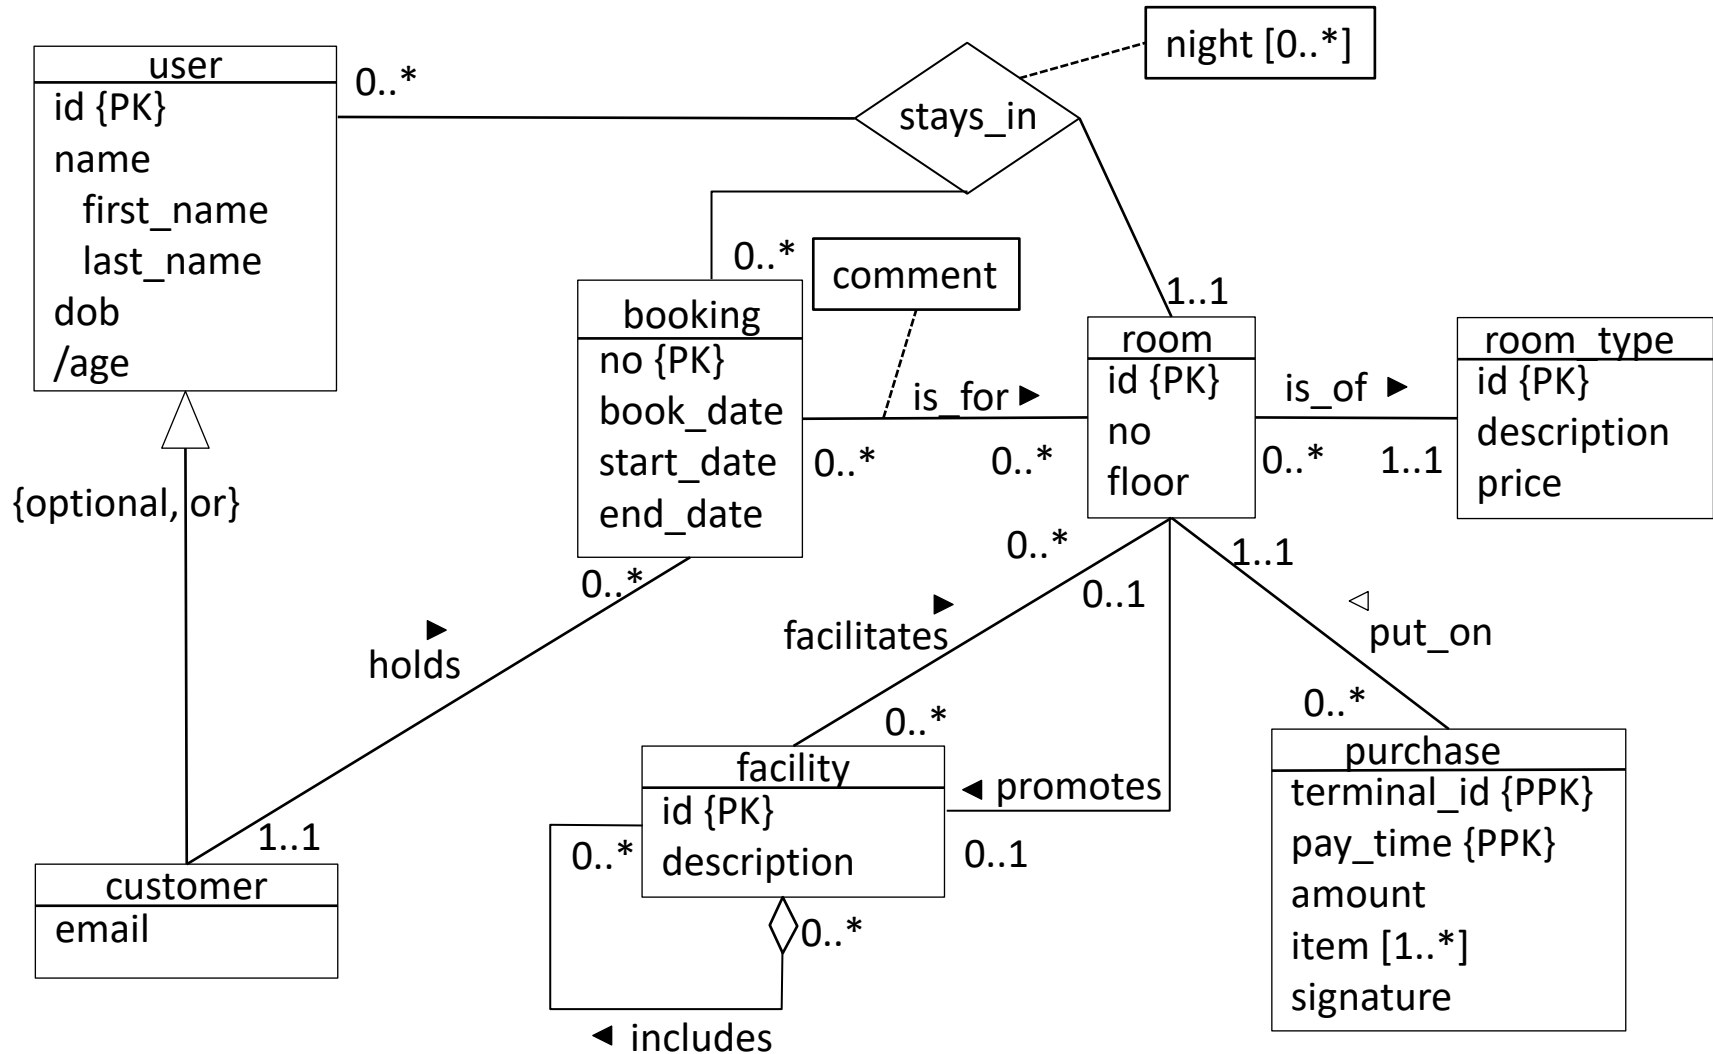 user
id {PK}
name
first_name
last_name
dob
/age
0..*
stays_in
night [0..*]
{optional, or}
0..*
comment
1..1
booking
no {PK}
book_date
start_date
end_date
is_for ►
0..*
0..*
room
id {PK}
no
floor
is_of ►
0..*
1..1
room_type
id {PK}
description
price
0..*
►
holds
1..1
customer
email
0..*
►
facilitates
0..*
0..1
◄ promotes
0..1
1..1
◁
put_on
0..*
facility
id {PK}
description
0..*
0..*
◄ includes
purchase
terminal_id {PPK}
pay_time {PPK}
amount
item [1..*]
signature